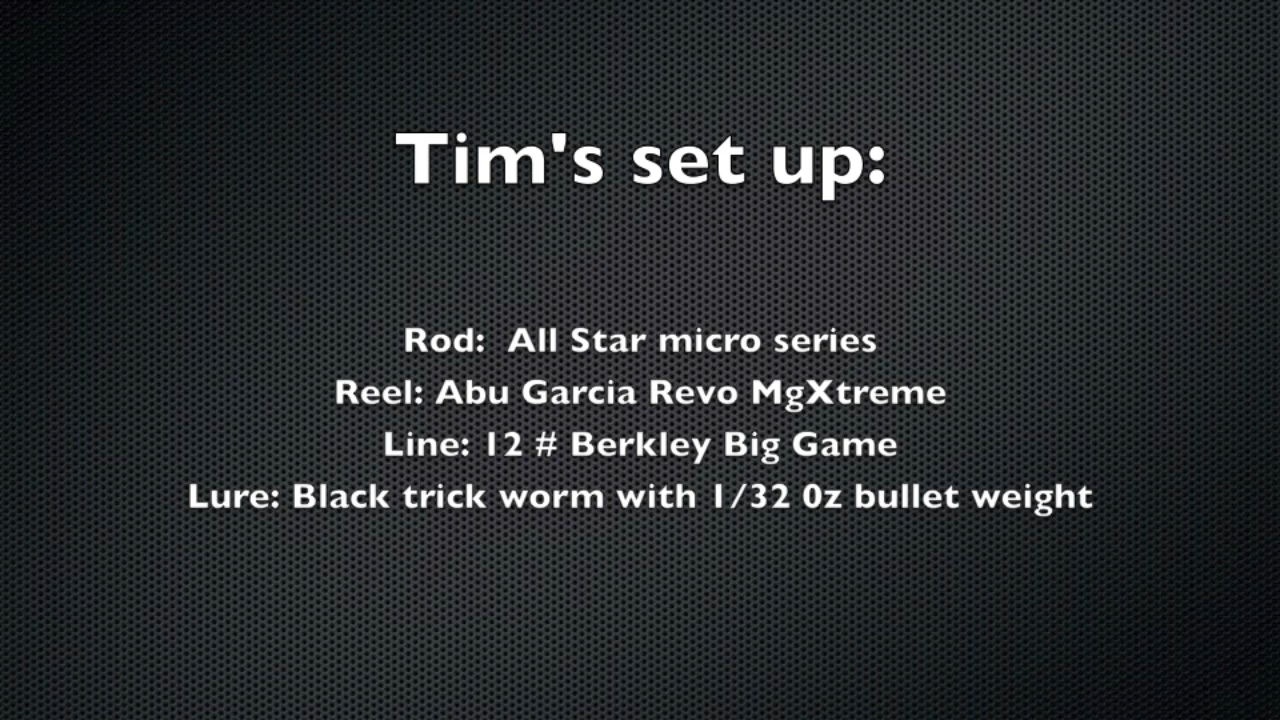 Tim's set up:
Rod:  All Star micro series
Reel: Abu Garcia Revo MgXtreme
Line: 12 # Berkley Big Game
Lure: Black trick worm with 1/32 0z bullet weight